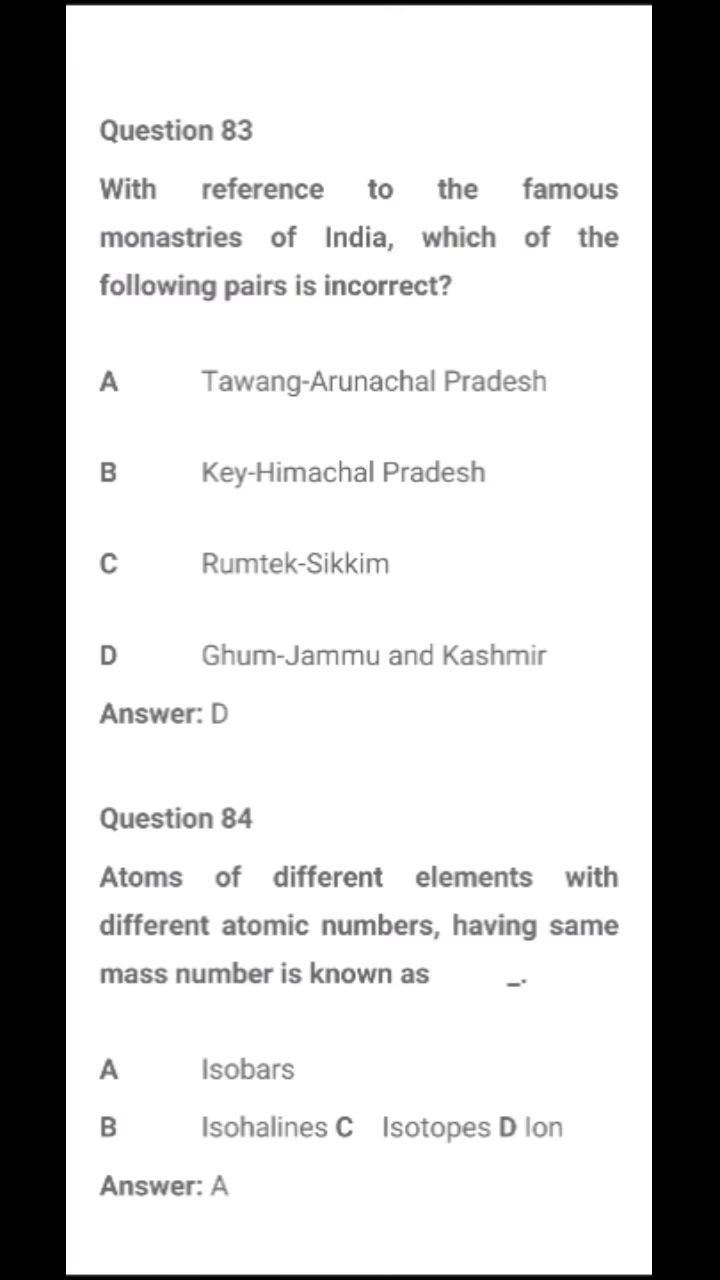 Question 83
With reference to the famous
monastries of India, which of the
following pairs is incorrect?
A Tawang-Arunachal Pradesh
B Key-Himachal Pradesh
C Rumtek-Sikkim
D Ghum-Jammu and Kashmir
Answer: D
Question 84
Atoms of different elements with
different atomic numbers, having same
mass number is known as _.
A Isobars
B Isohalines C Isotopes D Ion
Answer: A